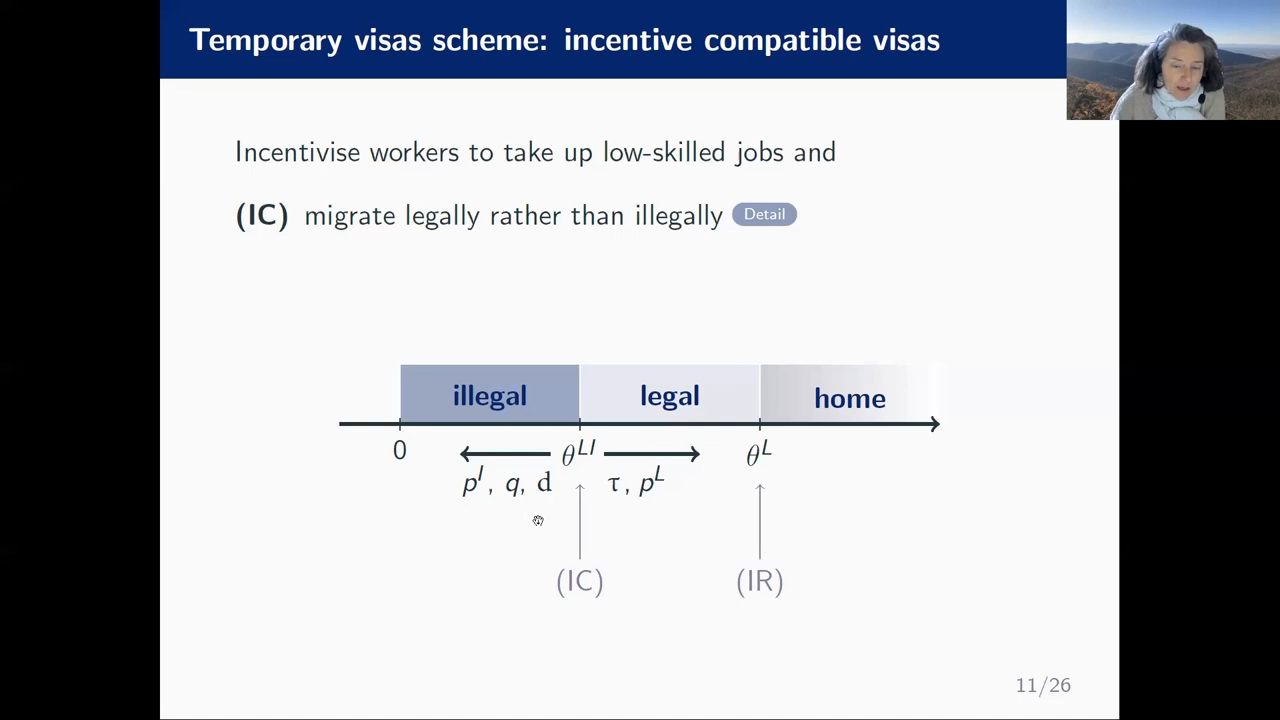 Temporary visas scheme: incentive compatible visas
Incentivise workers to take up low-skilled jobs and
(IC) migrate legally rather than illegally Detail
illegal legal home
0 θ^{LI} θ^L
p^I, q, d τ, p^L
(IC) (IR)
11/26